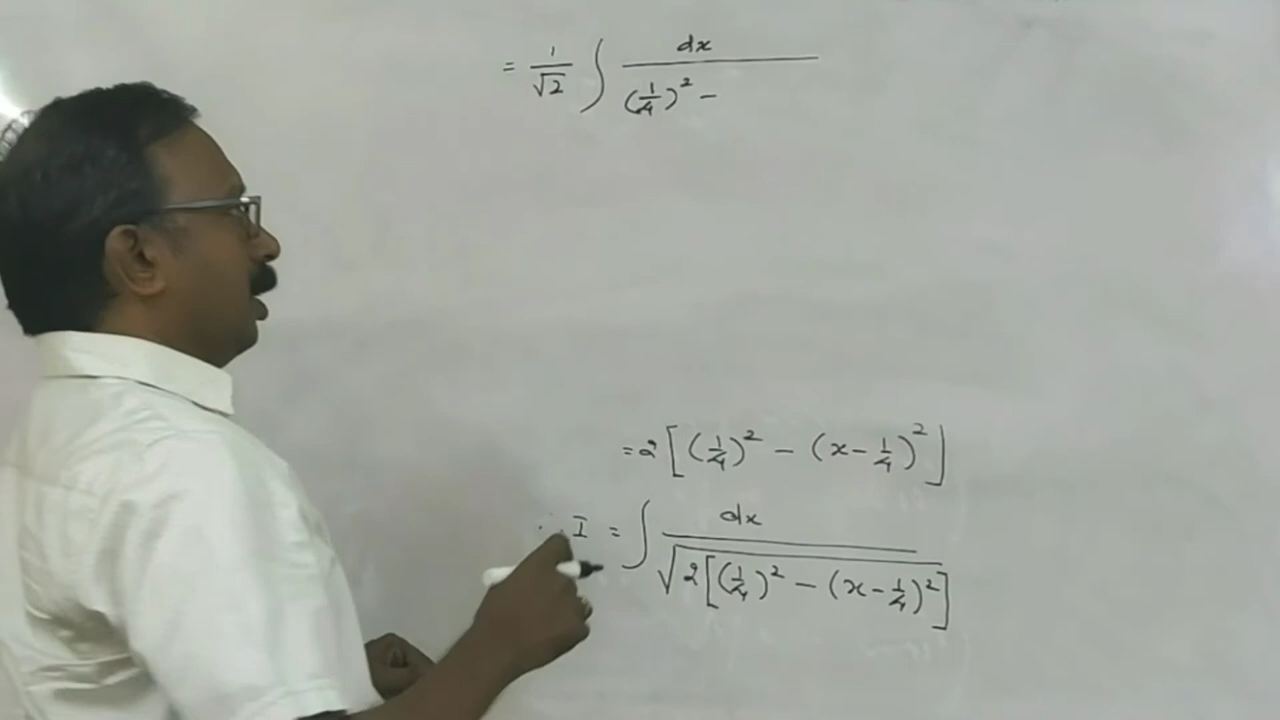 = 1/√2 ∫ dx / (1/4)² −
= 2 [ (1/4)² − (x − 1/4)² ]
∴ I = ∫ dx / √2[ (1/4)² − (x − 1/4)² ]